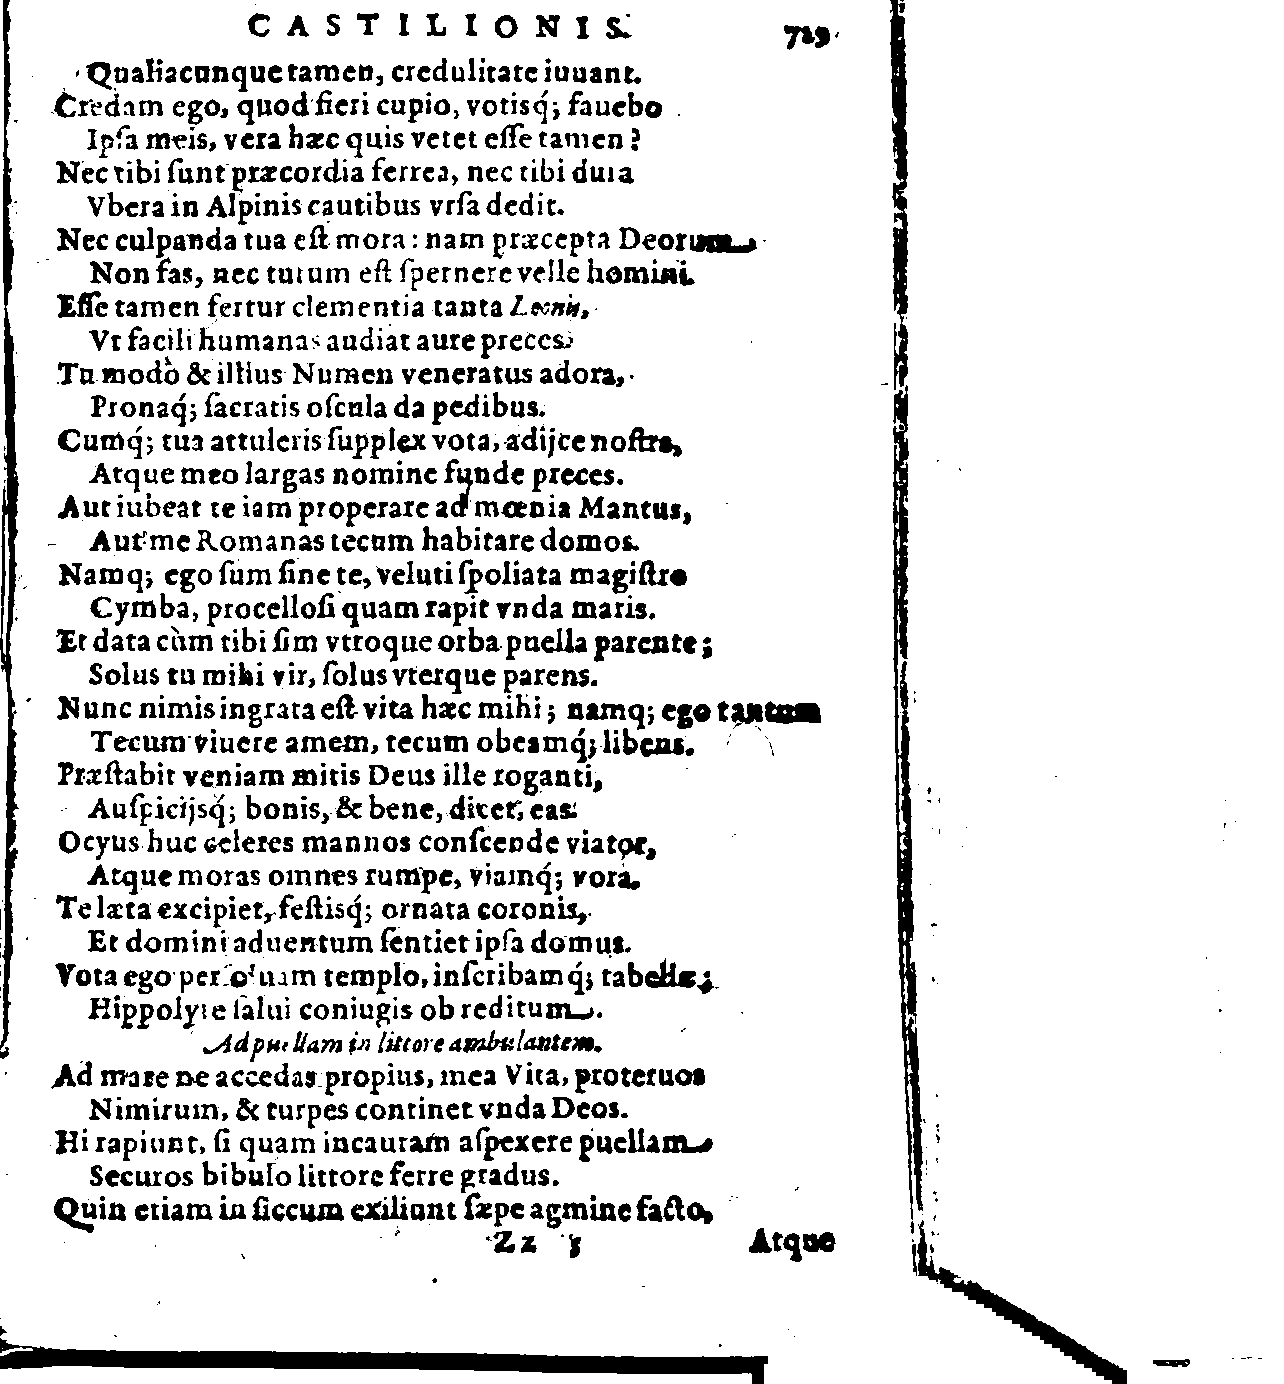 CASTILIONIS. 729
Qualiacunque tamen, credulitate iuuant.
Credam ego, quod fieri cupio, votisq́; fauebo
Ipſa meis, vera hæc quis vetet eſſe tamen?
Nec tibi ſunt præcordia ferrea, nec tibi dura
Vbera in Alpinis cautibus vrſa dedit.
Nec culpanda tua eſt mora: nam præcepta Deorum
Non fas, nec tutum eſt ſpernere velle homini.
Eſſe tamen fertur clementia tanta Leonis,
Vt facili humanas audiat aure preces.
Tu modò & illius Numen veneratus adora,
Pronaq́; ſacratis oſcula da pedibus.
Cumq́; tua attuleris ſupplex vota, adijce noſtra,
Atque meo largas nomine funde preces.
Aut iubeat te iam properare ad mœnia Mantus,
Aut me Romanas tecum habitare domos.
Namq; ego ſum ſine te, veluti ſpoliata magiſtro
Cymba, procelloſi quam rapit vnda maris.
Et data cùm tibi ſim vtroque orba puella parente;
Solus tu mihi vir, ſolus vterque parens.
Nunc nimis ingrata eſt vita hæc mihi; namq; ego tantum
Tecum viuere amem, tecum obeamq́; libens.
Præſtabit veniam mitis Deus ille roganti,
Auſpicijsq́; bonis, & bene, dicet, eas.
Ocyus huc celeres mannos conſcende viator,
Atque moras omnes rumpe, viamq́; vora.
Te læta excipiet, feſtisq́; ornata coronis,
Et domini aduentum ſentiet ipſa domus.
Vota ego perſoluam templo, inſcribamq́; tabellæ;
Hippolyte ſalui coniugis ob reditum.
Ad puellam in littore ambulantem.
Ad mare ne accedas propius, mea Vita, proteruos
Nimirum, & turpes continet vnda Deos.
Hi rapiunt, ſi quam incautam aſpexere puellam
Securos bibulo littore ferre gradus.
Quin etiam in ſiccum exiliunt ſæpe agmine facto,
Zz 3 Atque